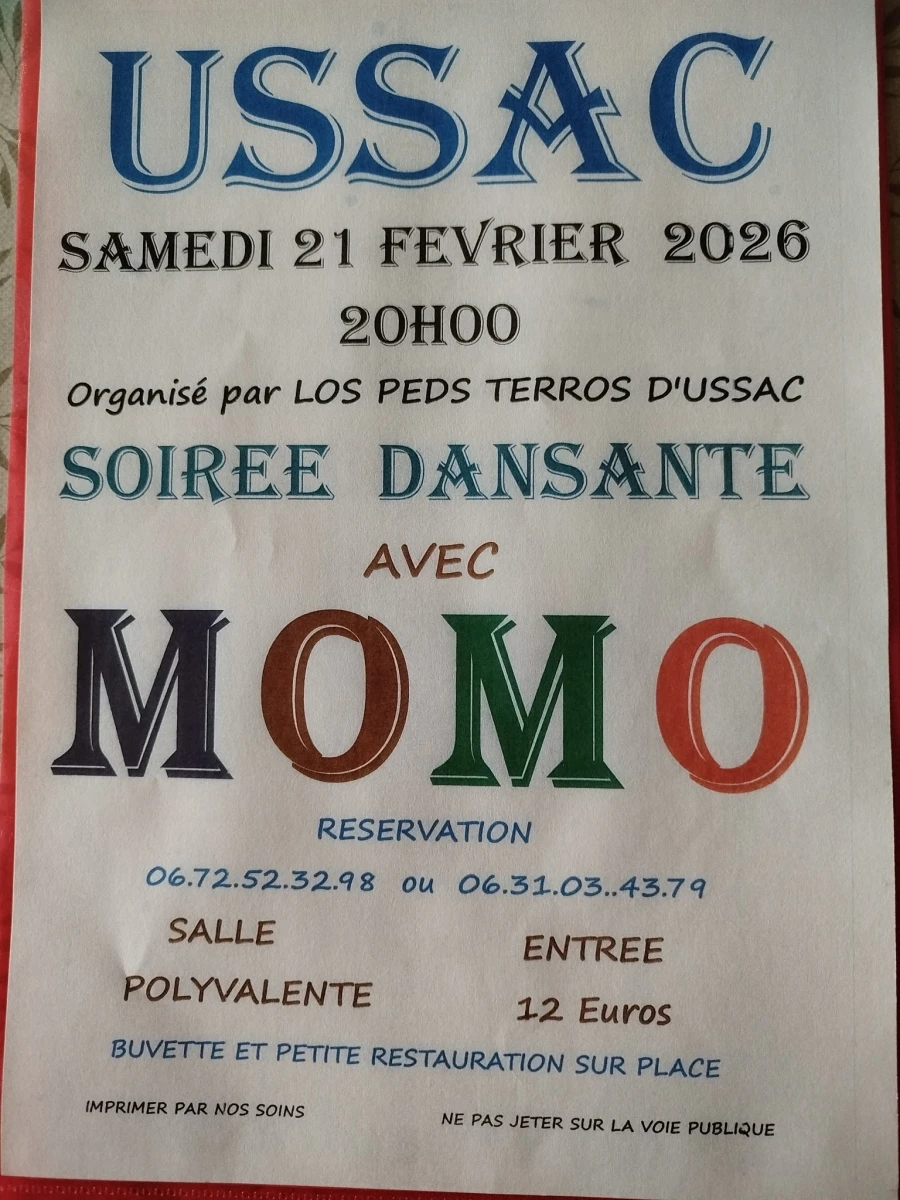 USSAC
SAMEDI 21 FEVRIER 2026
20H00
Organisé par LOS PEDS TERROS D'USSAC
SOIREE DANSANTE
AVEC
MOMO
RESERVATION
06.72.52.32.98 ou 06.31.03..43.79
SALLE
POLYVALENTE
ENTREE
12 Euros
BUVETTE ET PETITE RESTAURATION SUR PLACE
IMPRIMER PAR NOS SOINS
NE PAS JETER SUR LA VOIE PUBLIQUE